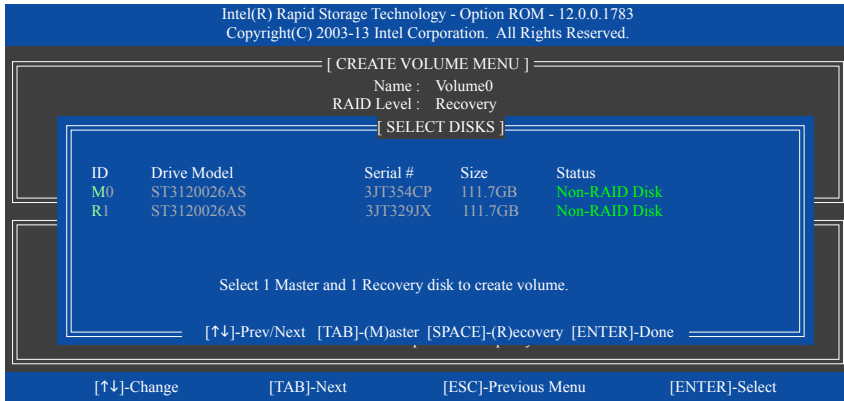 Intel(R) Rapid Storage Technology - Option ROM - 12.0.0.1783
Copyright(C) 2003-13 Intel Corporation.  All Rights Reserved.
[ CREATE VOLUME MENU ]
Name :   Volume0
RAID Level :   Recovery
[ SELECT DISKS ]
ID   Drive Model   Serial #   Size   Status
M0   ST3120026AS   3JT354CP   111.7GB   Non-RAID Disk
R1   ST3120026AS   3JT329JX   111.7GB   Non-RAID Disk
Select 1 Master and 1 Recovery disk to create volume.
[↑↓]-Prev/Next   [TAB]-(M)aster  [SPACE]-(R)ecovery  [ENTER]-Done
[↑↓]-Change   [TAB]-Next   [ESC]-Previous Menu   [ENTER]-Select